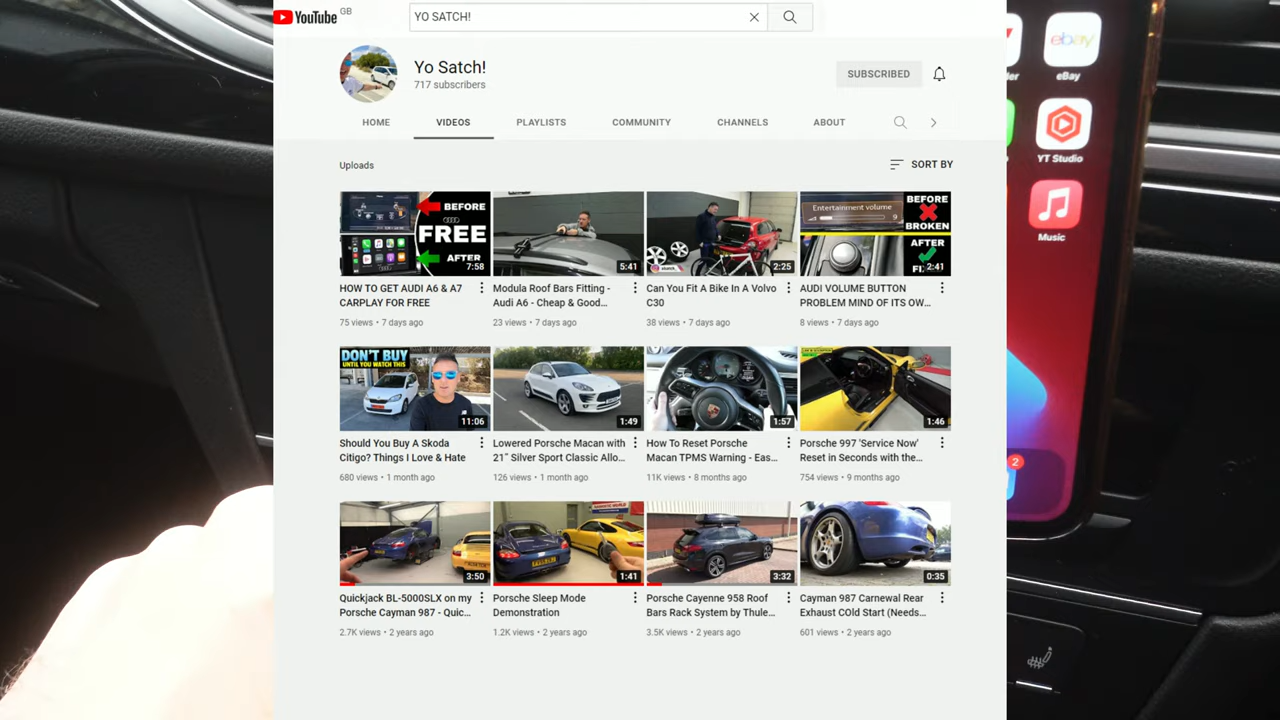 YouTube GB
YO SATCH!
Yo Satch!
717 subscribers
SUBSCRIBED
HOME VIDEOS PLAYLISTS COMMUNITY CHANNELS ABOUT
Uploads
SORT BY
BEFORE
FREE
AFTER
7:58
5:41
2:25
Entertainment volume
9
BEFORE
BROKEN
AFTER
2:41
HOW TO GET AUDI A6 & A7
CARPLAY FOR FREE
75 views • 7 days ago
Modula Roof Bars Fitting -
Audi A6 - Cheap & Good...
23 views • 7 days ago
Can You Fit A Bike In A Volvo
C30
38 views • 7 days ago
AUDI VOLUME BUTTON
PROBLEM MIND OF ITS OW...
8 views • 7 days ago
DON'T BUY
UNTIL YOU WATCH THIS
11:06
1:49
1:57
1:46
Should You Buy A Skoda
Citigo? Things I Love & Hate
680 views • 1 month ago
Lowered Porsche Macan with
21" Silver Sport Classic Allo...
126 views • 1 month ago
How To Reset Porsche
Macan TPMS Warning - Eas...
11K views • 8 months ago
Porsche 997 'Service Now'
Reset in Seconds with the...
754 views • 9 months ago
3:50
1:41
3:32
0:35
Quickjack BL-5000SLX on my
Porsche Cayman 987 - Quic...
2.7K views • 2 years ago
Porsche Sleep Mode
Demonstration
1.2K views • 2 years ago
Porsche Cayenne 958 Roof
Bars Rack System by Thule...
3.5K views • 2 years ago
Cayman 987 Carnewal Rear
Exhaust COld Start (Needs...
601 views • 2 years ago
ebay
eBay
YT Studio
Music
2